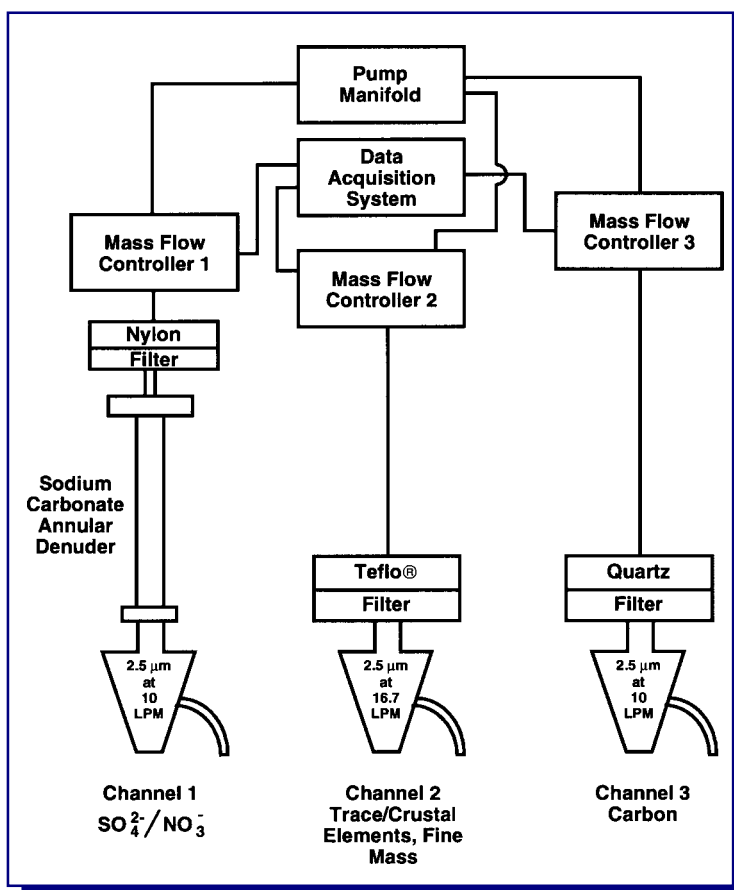 Pump
Manifold
Data
Acquisition
System
Mass Flow
Controller 1
Mass Flow
Controller 2
Mass Flow
Controller 3
Nylon
Filter
Sodium
Carbonate
Annular
Denuder
Teflo®
Filter
Quartz
Filter
2.5 µm
at
10
LPM
2.5 µm
at
16.7
LPM
2.5 µm
at
10
LPM
Channel 1
SO₄²⁻/NO₃⁻
Channel 2
Trace/Crustal
Elements, Fine
Mass
Channel 3
Carbon